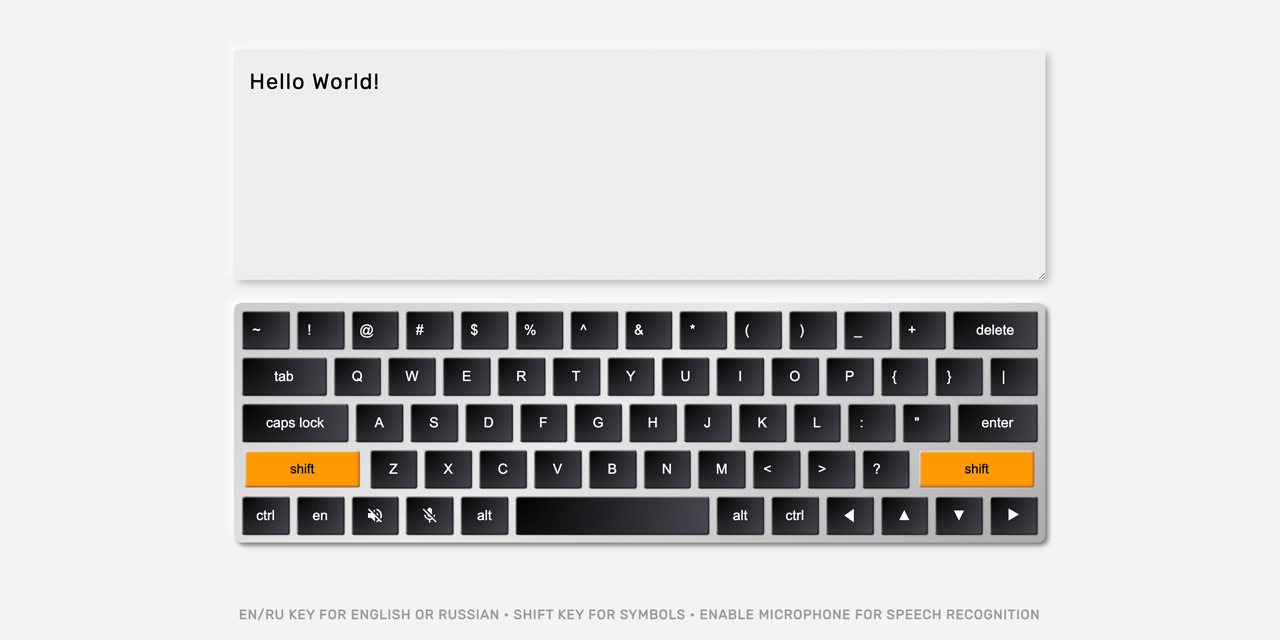 Hello World!
~ ! @ # $ % ^ & * ( ) _ + delete
tab Q W E R T Y U I O P { } |
caps lock A S D F G H J K L : " enter
shift Z X C V B N M < > ? shift
ctrl en alt alt ctrl
EN/RU KEY FOR ENGLISH OR RUSSIAN • SHIFT KEY FOR SYMBOLS • ENABLE MICROPHONE FOR SPEECH RECOGNITION